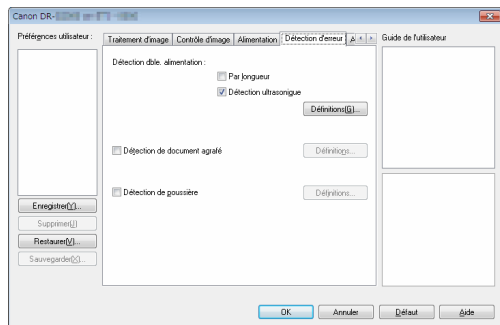 Canon DR-
Préférences utilisateur :
Traitement d'image Contrôle d'image Alimentation Détection d'erreur
Guide de l'utilisateur
Détection dble. alimentation :
Par longueur
Détection ultrasonique
Définitions(G)...
Détection de document agrafé
Définitions...
Détection de poussière
Définitions...
Enregistrer(Y)...
Supprimer(J)
Restaurer(V)...
Sauvegarder(X)...
OK Annuler Défaut Aide